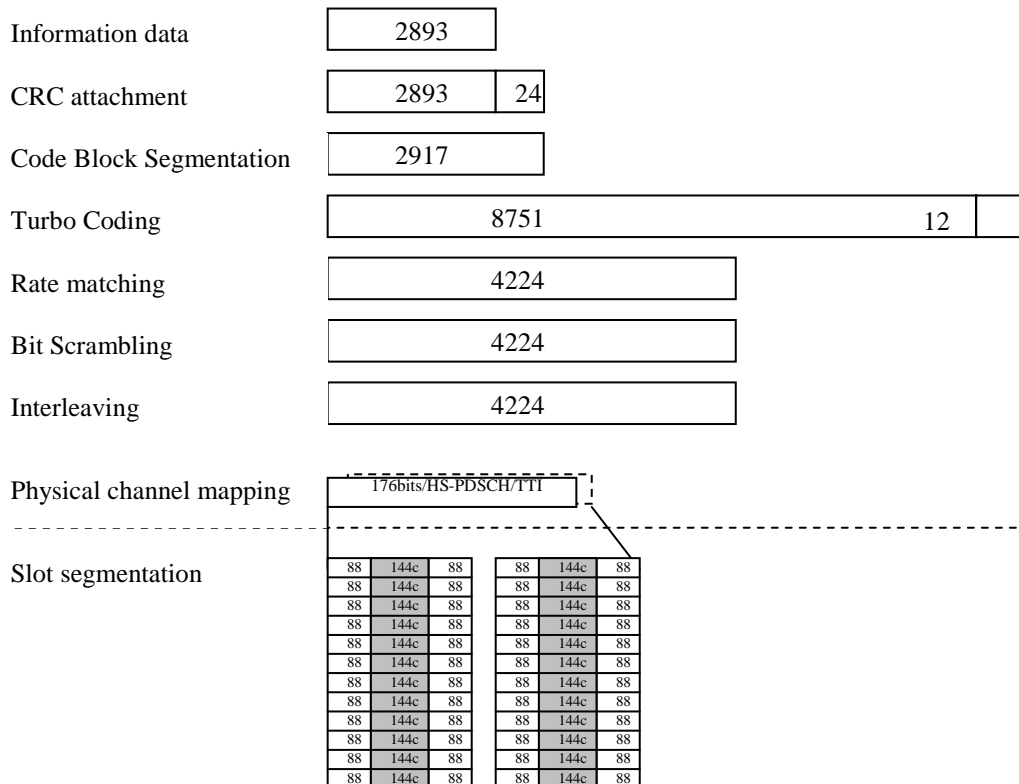 Information data 2893
CRC attachment 2893 24
Code Block Segmentation 2917
Turbo Coding 8751 12
Rate matching 4224
Bit Scrambling 4224
Interleaving 4224
Physical channel mapping 176bits/HS-PDSCH/TTI
Slot segmentation
88 144c 88 88 144c 88
88 144c 88 88 144c 88
88 144c 88 88 144c 88
88 144c 88 88 144c 88
88 144c 88 88 144c 88
88 144c 88 88 144c 88
88 144c 88 88 144c 88
88 144c 88 88 144c 88
88 144c 88 88 144c 88
88 144c 88 88 144c 88
88 144c 88 88 144c 88
88 144c 88 88 144c 88